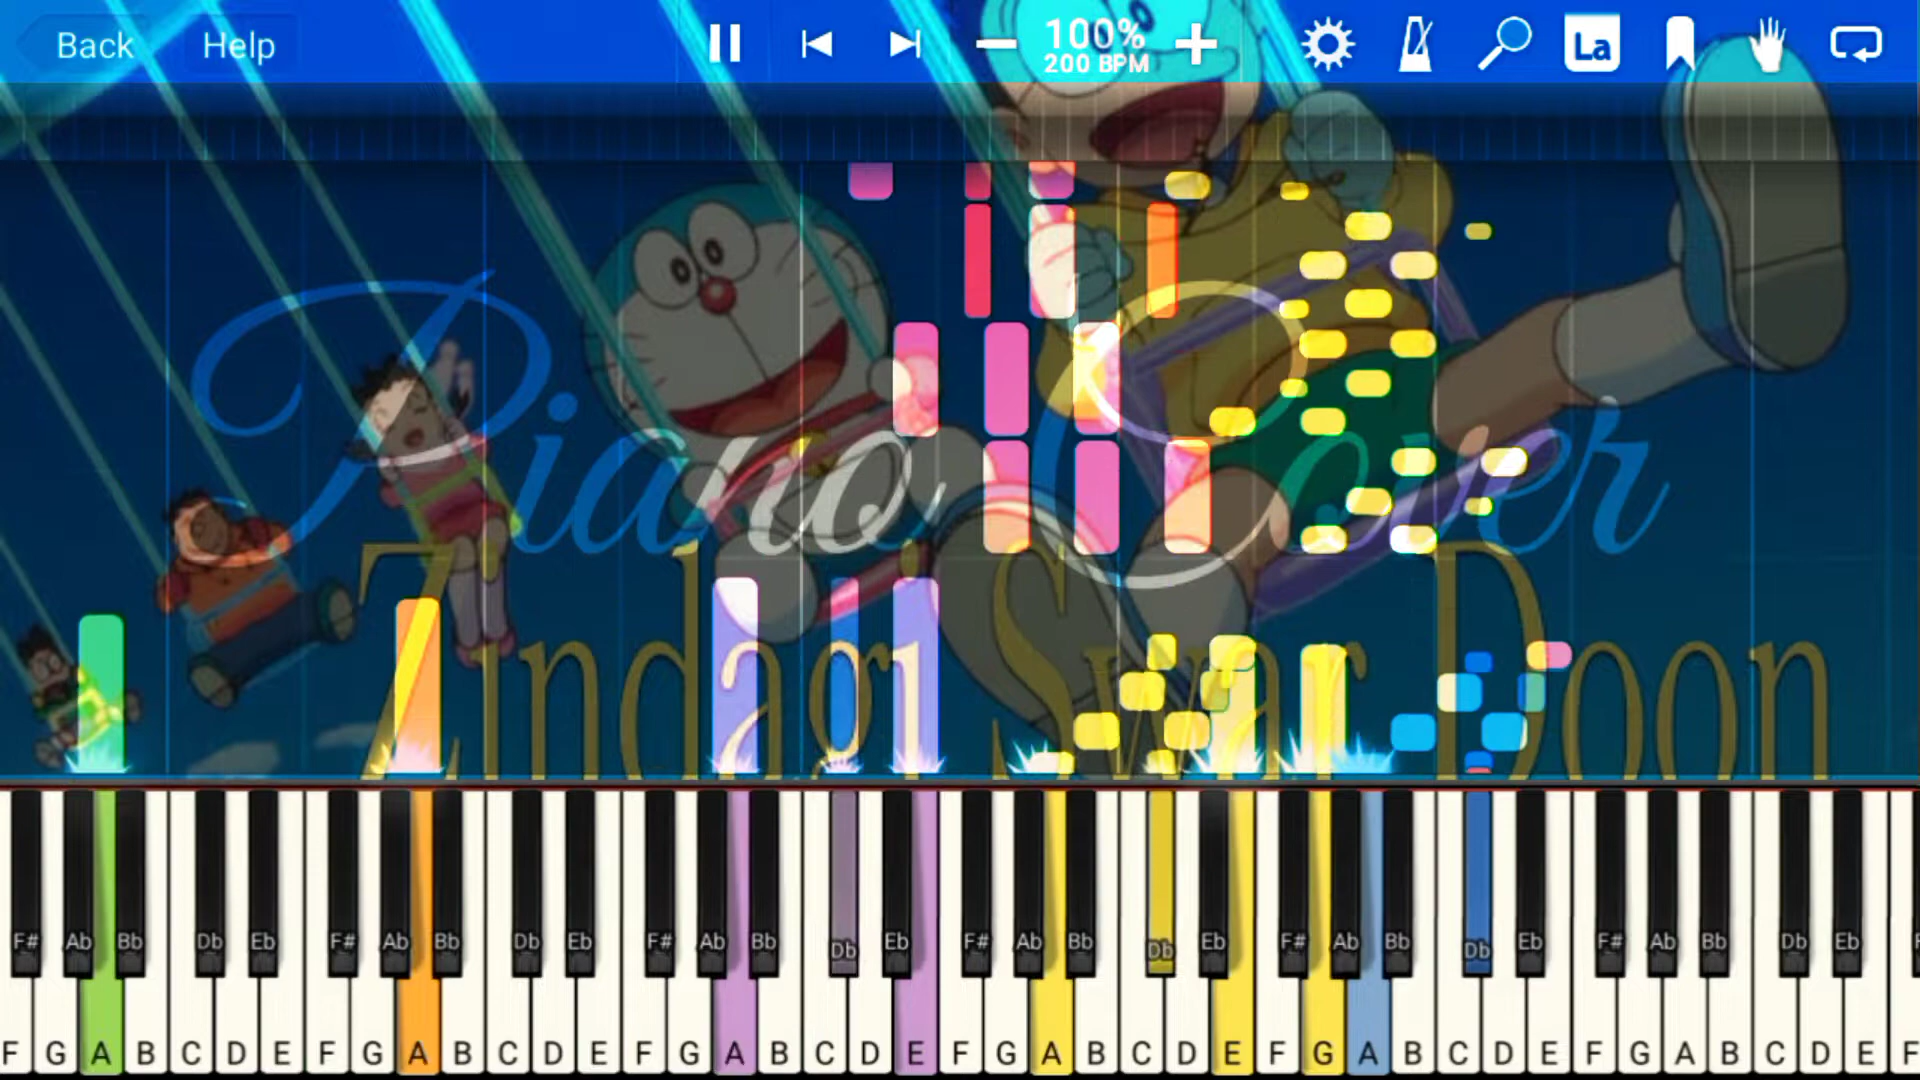 Back Help 100% La
200 BPM
Piano Cover
Zindagi Swar Doon
F# Ab Bb Db Eb F# Ab Bb Db Eb F# Ab Bb Db Eb F# Ab Bb Db Eb F# Ab Bb Db Eb F# Ab Bb Db Eb
F G A B C D E F G A B C D E F G A B C D E F G A B C D E F G A B C D E F G A B C D E F